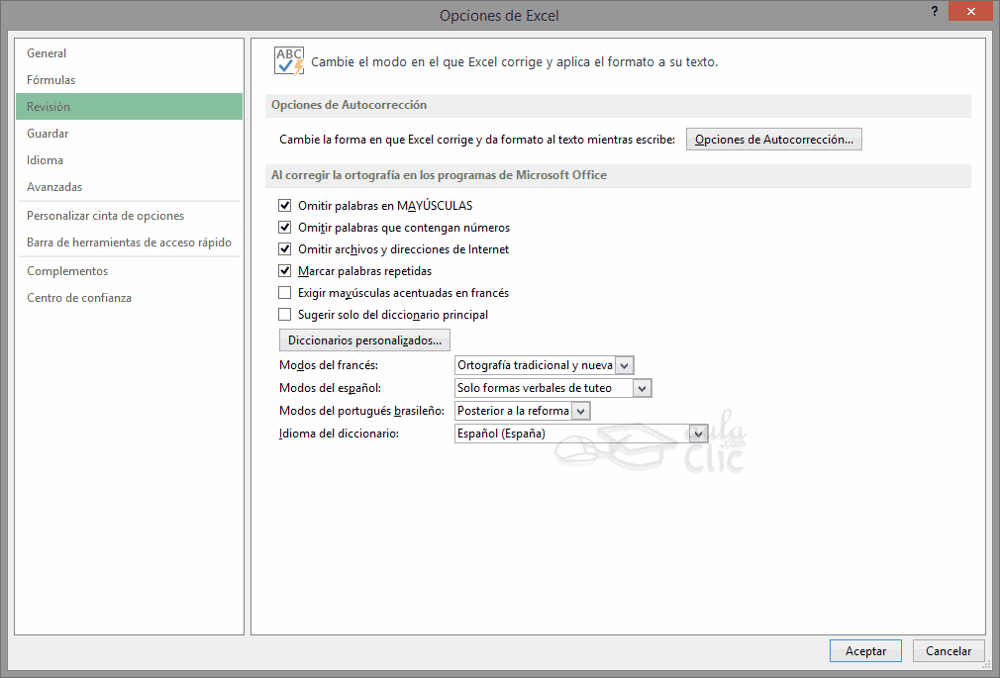 Opciones de Excel
?
General
Fórmulas
Revisión
Guardar
Idioma
Avanzadas
Personalizar cinta de opciones
Barra de herramientas de acceso rápido
Complementos
Centro de confianza
ABC
Cambie el modo en el que Excel corrige y aplica el formato a su texto.
Opciones de Autocorrección
Cambie la forma en que Excel corrige y da formato al texto mientras escribe: Opciones de Autocorrección...
Al corregir la ortografía en los programas de Microsoft Office
Omitir palabras en MAYÚSCULAS
Omitir palabras que contengan números
Omitir archivos y direcciones de Internet
Marcar palabras repetidas
Exigir mayúsculas acentuadas en francés
Sugerir solo del diccionario principal
Diccionarios personalizados...
Modos del francés: Ortografía tradicional y nueva
Modos del español: Solo formas verbales de tuteo
Modos del portugués brasileño: Posterior a la reforma
Idioma del diccionario: Español (España)
aula
.com
clic
Aceptar Cancelar